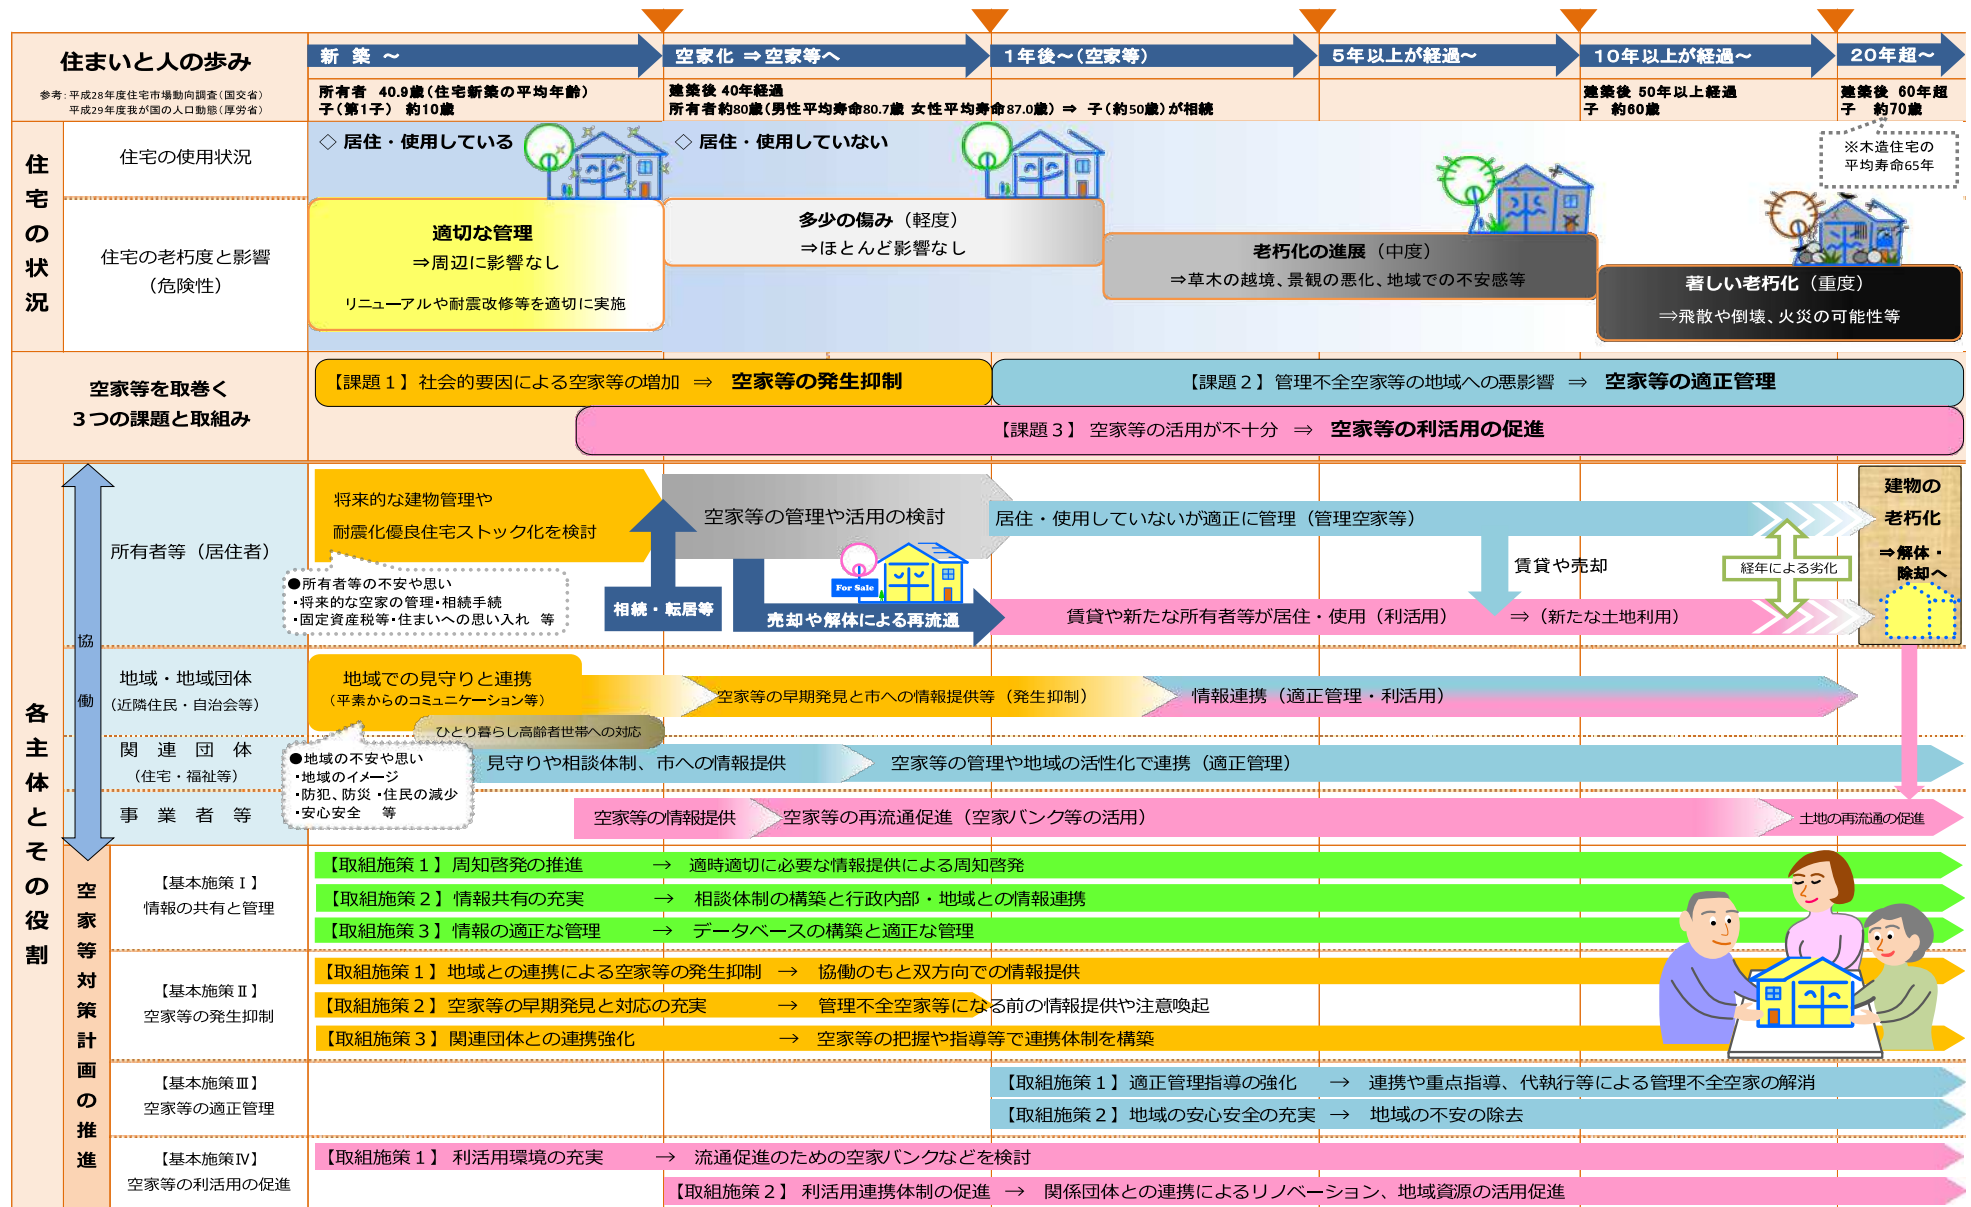 住まいと人の歩み
参考：平成28年度住宅市場動向調査（国交省）
平成29年度我が国の人口動態（厚労省）
新　築　～
空家化　⇒空家等へ
1年後～（空家等）
5年以上が経過～
10年以上が経過～
20年超～
所有者　40.9歳（住宅新築の平均年齢）
子（第1子）　約10歳
建築後 40年経過
所有者約80歳（男性平均寿命80.7歳 女性平均寿命87.0歳）⇒ 子（約50歳）が相続
建築後 50年以上経過
子　約60歳
建築後 60年超
子　約70歳
住宅の状況
住宅の使用状況
◇ 居住・使用している
◇ 居住・使用していない
※木造住宅の
平均寿命65年
住宅の老朽度と影響
（危険性）
適切な管理
⇒周辺に影響なし
リニューアルや耐震改修等を適切に実施
多少の傷み（軽度）
⇒ほとんど影響なし
老朽化の進展（中度）
⇒草木の越境、景観の悪化、地域での不安感等
著しい老朽化（重度）
⇒飛散や倒壊、火災の可能性等
空家等を取巻く
３つの課題と取組み
【課題１】社会的要因による空家等の増加　⇒　空家等の発生抑制
【課題２】管理不全空家等の地域への悪影響　⇒　空家等の適正管理
【課題３】 空家等の活用が不十分　⇒　空家等の利活用の促進
各主体とその役割
協
働
所有者等（居住者）
将来的な建物管理や
耐震化優良住宅ストック化を検討
●所有者等の不安や思い
・将来的な空家の管理・相続手続
・固定資産税等・住まいへの思い入れ　等
相続・転居等
空家等の管理や活用の検討
For Sale
売却や解体による再流通
居住・使用していないが適正に管理（管理空家等）
賃貸や売却
経年による劣化
賃貸や新たな所有者等が居住・使用（利活用）
⇒（新たな土地利用）
建物の
老朽化
⇒解体・
除却へ
地域・地域団体
（近隣住民・自治会等）
地域での見守りと連携
（平素からのコミュニケーション等）
空家等の早期発見と市への情報提供等（発生抑制）
情報連携（適正管理・利活用）
ひとり暮らし高齢者世帯への対応
関　連　団　体
（住宅・福祉等）
●地域の不安や思い
・地域のイメージ
・防犯、防災・住民の減少
・安心安全　等
見守りや相談体制、市への情報提供
空家等の管理や地域の活性化で連携（適正管理）
事　業　者　等
空家等の情報提供
空家等の再流通促進（空家バンク等の活用）
土地の再流通の促進
空家等対策計画の推進
【基本施策Ⅰ】
情報の共有と管理
【取組施策１】周知啓発の推進　→　適時適切に必要な情報提供による周知啓発
【取組施策２】情報共有の充実　→　相談体制の構築と行政内部・地域との情報連携
【取組施策３】情報の適正な管理　→　データベースの構築と適正な管理
【基本施策Ⅱ】
空家等の発生抑制
【取組施策１】地域との連携による空家等の発生抑制　→　協働のもと双方向での情報提供
【取組施策２】空家等の早期発見と対応の充実　→　管理不全空家等になる前の情報提供や注意喚起
【取組施策３】関連団体との連携強化　→　空家等の把握や指導等で連携体制を構築
【基本施策Ⅲ】
空家等の適正管理
【取組施策１】適正管理指導の強化　→　連携や重点指導、代執行等による管理不全空家の解消
【取組施策２】地域の安心安全の充実　→　地域の不安の除去
【基本施策Ⅳ】
空家等の利活用の促進
【取組施策１】 利活用環境の充実　→　流通促進のための空家バンクなどを検討
【取組施策２】 利活用連携体制の促進　→　関係団体との連携によるリノベーション、地域資源の活用促進